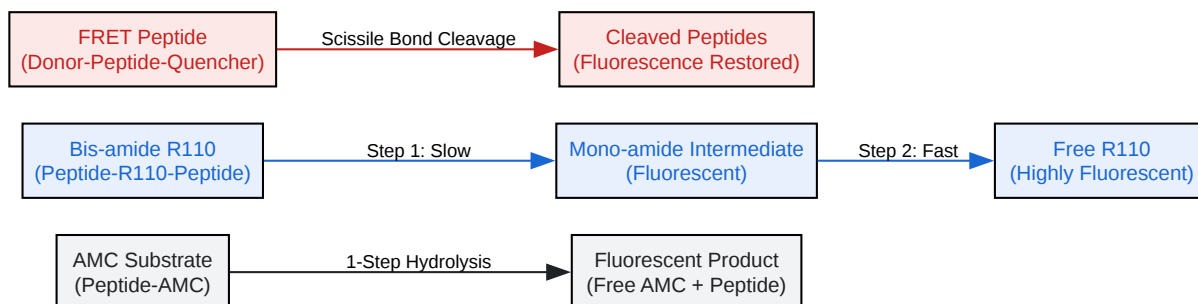 FRET Peptide
(Donor-Peptide-Quencher)
Scissile Bond Cleavage
Cleaved Peptides
(Fluorescence Restored)
Bis-amide R110
(Peptide-R110-Peptide)
Step 1: Slow
Mono-amide Intermediate
(Fluorescent)
Step 2: Fast
Free R110
(Highly Fluorescent)
AMC Substrate
(Peptide-AMC)
1-Step Hydrolysis
Fluorescent Product
(Free AMC + Peptide)